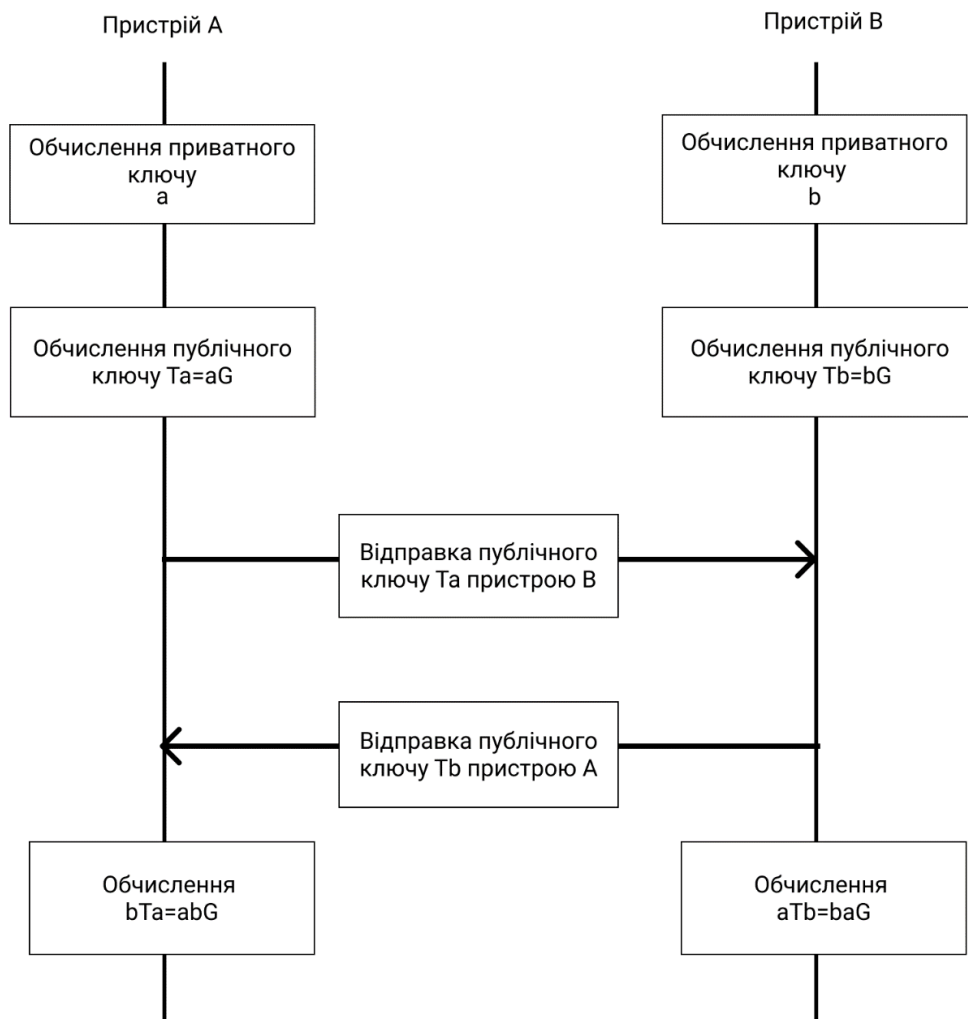 Пристрій А
Пристрій В
Обчислення приватного
ключу
a
Обчислення приватного
ключу
b
Обчислення публічного
ключу Ta=aG
Обчислення публічного
ключу Tb=bG
Відправка публічного
ключу Ta пристрою В
Відправка публічного
ключу Tb пристрою А
Обчислення
bTa=abG
Обчислення
aTb=baG